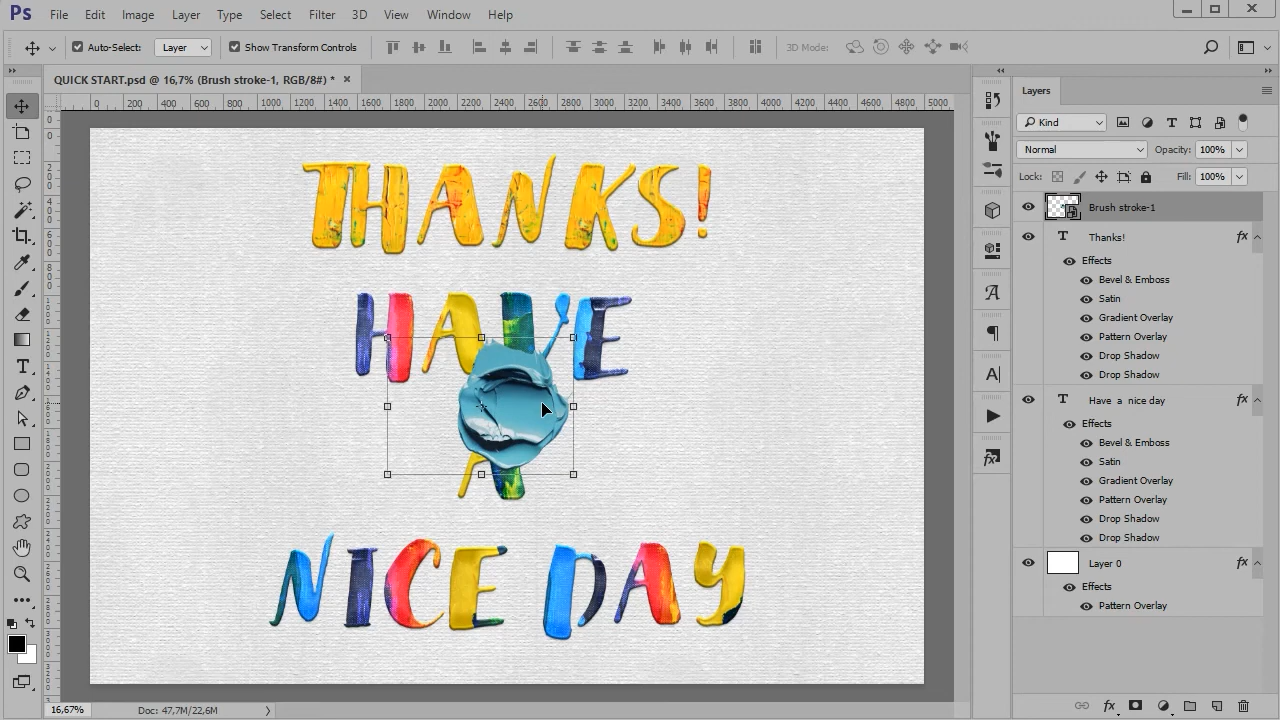 Ps File Edit Image Layer Type Select Filter 3D View Window Help
Auto-Select: Layer Show Transform Controls 3D Mode:
QUICK START.psd @ 16,7% (Brush stroke-1, RGB/8#) * ×
0 200 400 600 1000 1200 1400 1600 1800 2000 2200 2400 2600 2800 3000 3200 3400 3600 3800 4000 4200 4400 4600 4800 5000
THANKS!
HAVE
A
NICE DAY
Layers
Kind
Normal Opacity: 100%
Lock: Fill: 100%
Brush stroke-1
T Thanks! fx
Effects
Bevel & Emboss
Satin
Gradient Overlay
Pattern Overlay
Drop Shadow
Drop Shadow
T Have a nice day fx
Effects
Bevel & Emboss
Satin
Gradient Overlay
Pattern Overlay
Drop Shadow
Drop Shadow
Layer 0 fx
Effects
Pattern Overlay
16,67% Doc: 47,7M/22,6M